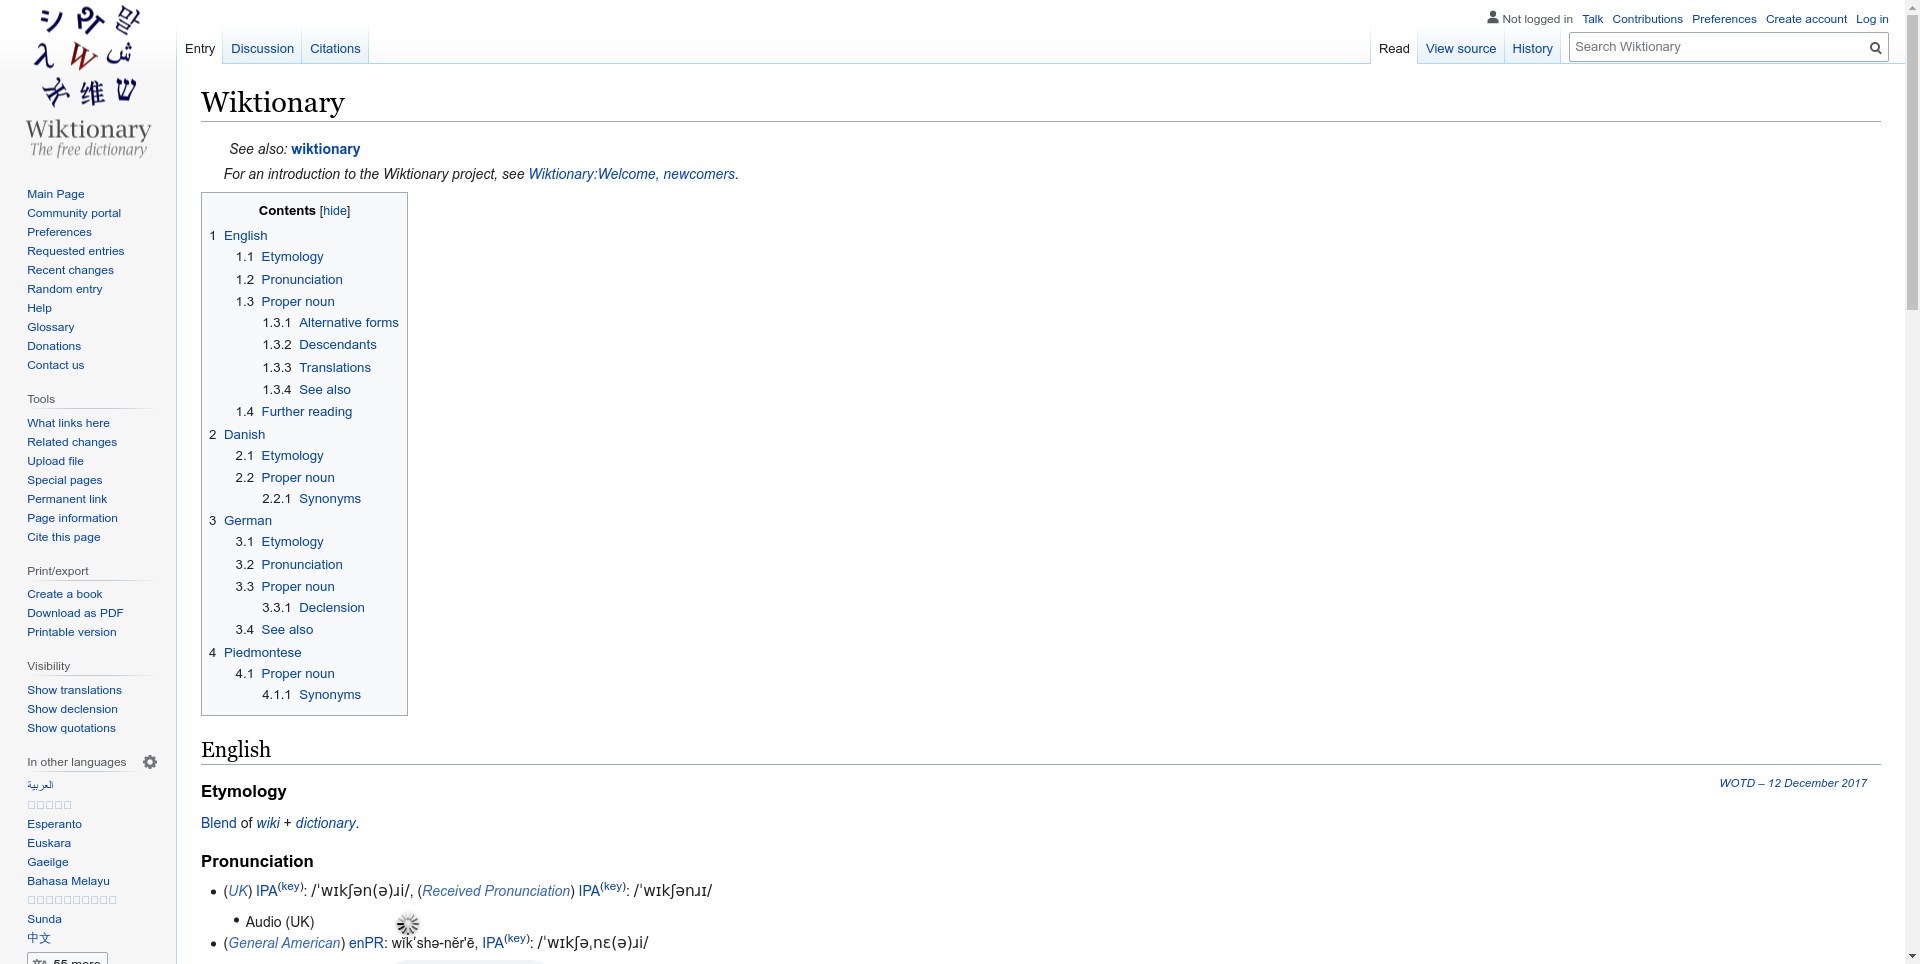 Wiktionary
The free dictionary
Not logged in Talk Contributions Preferences Create account Log in
Entry Discussion Citations
Read View source History Search Wiktionary
Main Page
Community portal
Preferences
Requested entries
Recent changes
Random entry
Help
Glossary
Donations
Contact us
Tools
What links here
Related changes
Upload file
Special pages
Permanent link
Page information
Cite this page
Print/export
Create a book
Download as PDF
Printable version
Visibility
Show translations
Show declension
Show quotations
In other languages
العربية
Esperanto
Euskara
Gaeilge
Bahasa Melayu
Sunda
中文
55 more
Wiktionary
See also: wiktionary
For an introduction to the Wiktionary project, see Wiktionary:Welcome, newcomers.
Contents [hide]
1 English
1.1 Etymology
1.2 Pronunciation
1.3 Proper noun
1.3.1 Alternative forms
1.3.2 Descendants
1.3.3 Translations
1.3.4 See also
1.4 Further reading
2 Danish
2.1 Etymology
2.2 Proper noun
2.2.1 Synonyms
3 German
3.1 Etymology
3.2 Pronunciation
3.3 Proper noun
3.3.1 Declension
3.4 See also
4 Piedmontese
4.1 Proper noun
4.1.1 Synonyms
English
WOTD – 12 December 2017
Etymology
Blend of wiki + dictionary.
Pronunciation
(UK) IPA(key): /ˈwɪkʃən(ə)ɹi/, (Received Pronunciation) IPA(key): /ˈwɪkʃənɹɪ/
Audio (UK)
(General American) enPR: wĭkʹshə-nĕr'ē, IPA(key): /ˈwɪkʃəˌnɛ(ə)ɹi/